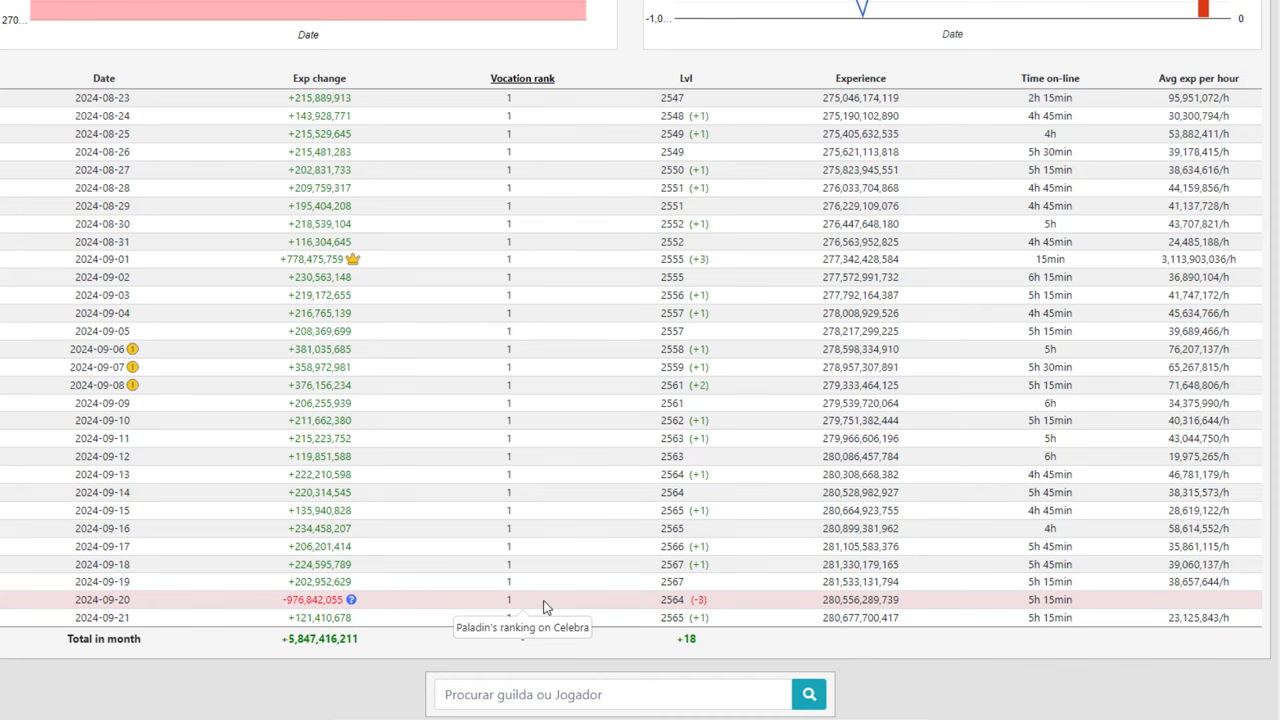 270...
Date
-1,0...
0
Date
Date Exp change Vocation rank Lvl Experience Time on-line Avg exp per hour
2024-08-23 +215,889,913 1 2547 275,046,174,119 2h 15min 95,951,072/h
2024-08-24 +143,928,771 1 2548 (+1) 275,190,102,890 4h 45min 30,300,794/h
2024-08-25 +215,529,645 1 2549 (+1) 275,405,632,535 4h 53,882,411/h
2024-08-26 +215,481,283 1 2549 275,621,113,818 5h 30min 39,178,415/h
2024-08-27 +202,831,733 1 2550 (+1) 275,823,945,551 5h 15min 38,634,616/h
2024-08-28 +209,759,317 1 2551 (+1) 276,033,704,868 4h 45min 44,159,856/h
2024-08-29 +195,404,208 1 2551 276,229,109,076 4h 45min 41,137,728/h
2024-08-30 +218,539,104 1 2552 (+1) 276,447,648,180 5h 43,707,821/h
2024-08-31 +116,304,645 1 2552 276,563,952,825 4h 45min 24,485,188/h
2024-09-01 +778,475,759 1 2555 (+3) 277,342,428,584 15min 3,113,903,036/h
2024-09-02 +230,563,148 1 2555 277,572,991,732 6h 15min 36,890,104/h
2024-09-03 +219,172,655 1 2556 (+1) 277,792,164,387 5h 15min 41,747,172/h
2024-09-04 +216,765,139 1 2557 (+1) 278,008,929,526 4h 45min 45,634,766/h
2024-09-05 +208,369,699 1 2557 278,217,299,225 5h 15min 39,689,466/h
2024-09-06 ! +381,035,685 1 2558 (+1) 278,598,334,910 5h 76,207,137/h
2024-09-07 ! +358,972,981 1 2559 (+1) 278,957,307,891 5h 30min 65,267,815/h
2024-09-08 ! +376,156,234 1 2561 (+2) 279,333,464,125 5h 15min 71,648,806/h
2024-09-09 +206,255,939 1 2561 279,539,720,064 6h 34,375,990/h
2024-09-10 +211,662,380 1 2562 (+1) 279,751,382,444 5h 15min 40,316,644/h
2024-09-11 +215,223,752 1 2563 (+1) 279,966,606,196 5h 43,044,750/h
2024-09-12 +119,851,588 1 2563 280,086,457,784 6h 19,975,265/h
2024-09-13 +222,210,598 1 2564 (+1) 280,308,668,382 4h 45min 46,781,179/h
2024-09-14 +220,314,545 1 2564 280,528,982,927 5h 45min 38,315,573/h
2024-09-15 +135,940,828 1 2565 (+1) 280,664,923,755 4h 45min 28,619,122/h
2024-09-16 +234,458,207 1 2565 280,899,381,962 4h 58,614,552/h
2024-09-17 +206,201,414 1 2566 (+1) 281,105,583,376 5h 45min 35,861,115/h
2024-09-18 +224,595,789 1 2567 (+1) 281,330,179,165 5h 45min 39,060,137/h
2024-09-19 +202,952,629 1 2567 281,533,131,794 5h 15min 38,657,644/h
2024-09-20 -976,842,055 ? 1 2564 (-3) 280,556,289,739 5h 15min
2024-09-21 +121,410,678 2565 (+1) 280,677,700,417 5h 15min 23,125,843/h
Paladin's ranking on Celebra
Total in month +5,847,416,211 - +18
Procurar guilda ou Jogador